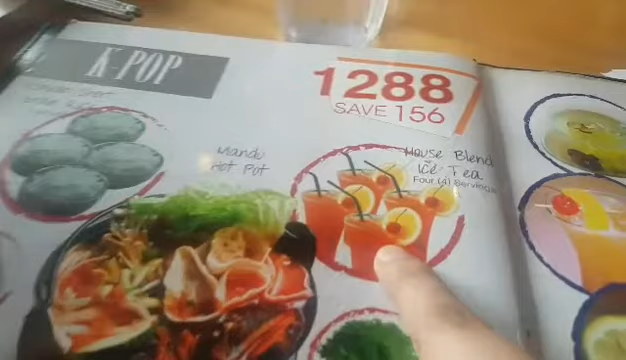 K-POP
1288
SAVE 156
Mandu
Hot Pot
House Blend
Ice Tea
Four (4) Servings